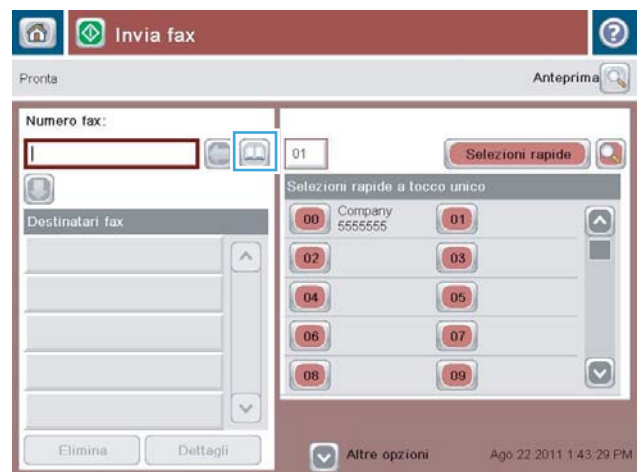 Invia fax
Pronta
Anteprima
Numero fax:
01
Selezioni rapide
Selezioni rapide a tocco unico
Destinatari fax
00 Company 5555555 01
02 03
04 05
06 07
08 09
Elimina Dettagli
Altre opzioni
Ago 22 2011 1:43:29 PM